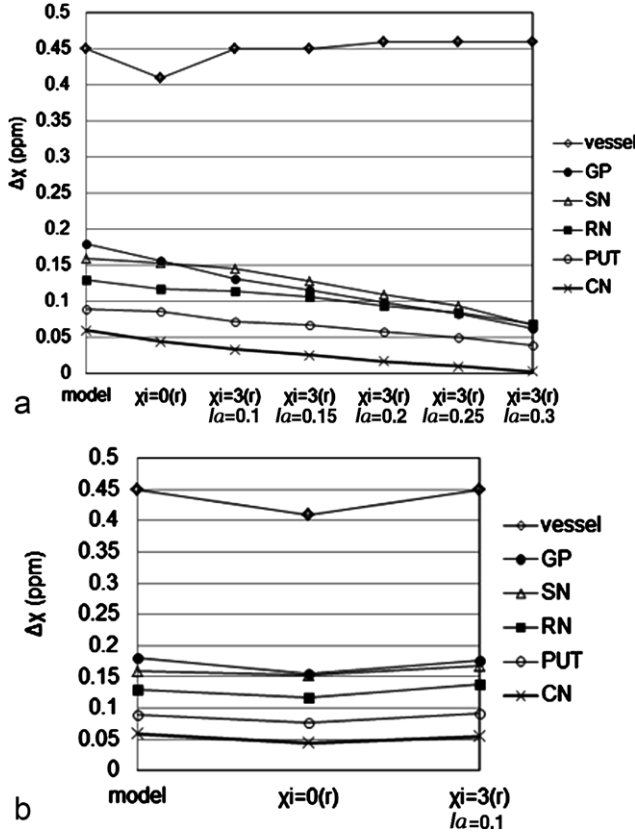 0.5
0.45
0.4
0.35
0.3
0.25
0.2
0.15
0.1
0.05
0
Δχ (ppm)
vessel
GP
SN
RN
PUT
CN
model
χi=0(r)
χi=3(r)
la=0.1
χi=3(r)
la=0.15
χi=3(r)
la=0.2
χi=3(r)
la=0.25
χi=3(r)
la=0.3
a
0.5
0.45
0.4
0.35
0.3
0.25
0.2
0.15
0.1
0.05
0
Δχ (ppm)
vessel
GP
SN
RN
PUT
CN
model
χi=0(r)
χi=3(r)
la=0.1
b